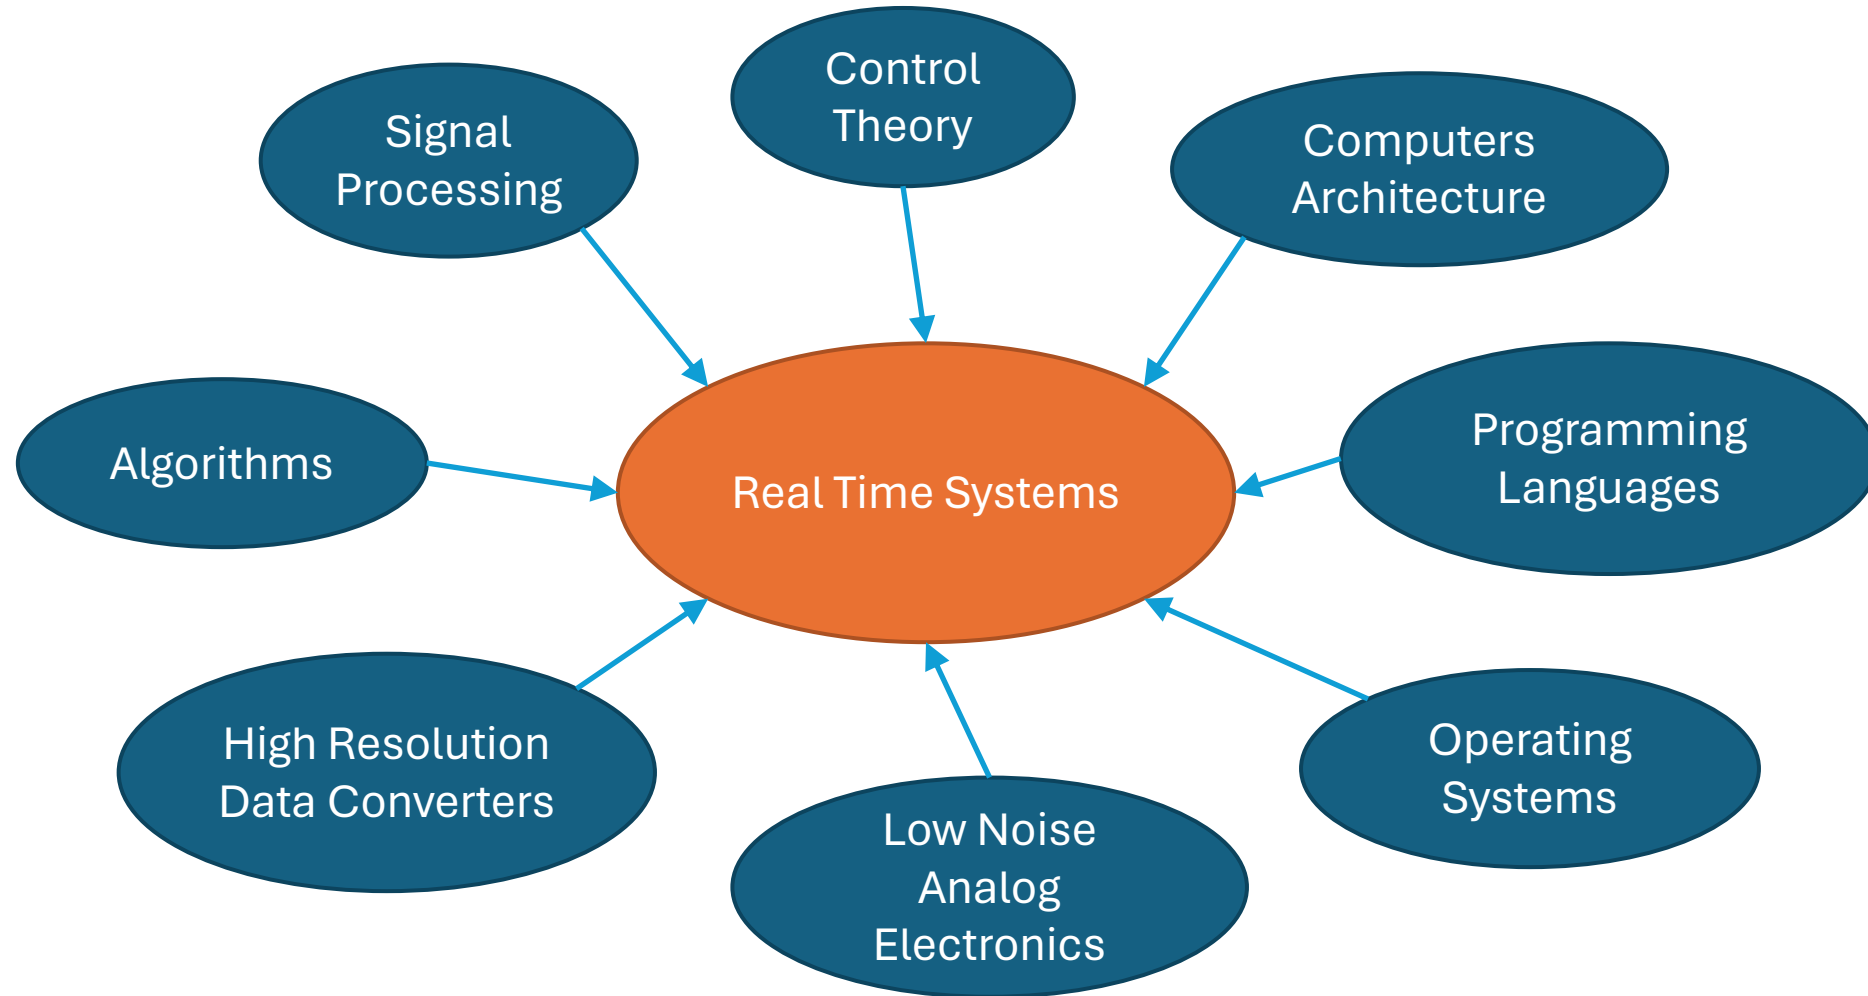 Control
Theory
Signal
Processing
Computers
Architecture
Algorithms
Real Time Systems
Programming
Languages
High Resolution
Data Converters
Low Noise
Analog
Electronics
Operating
Systems